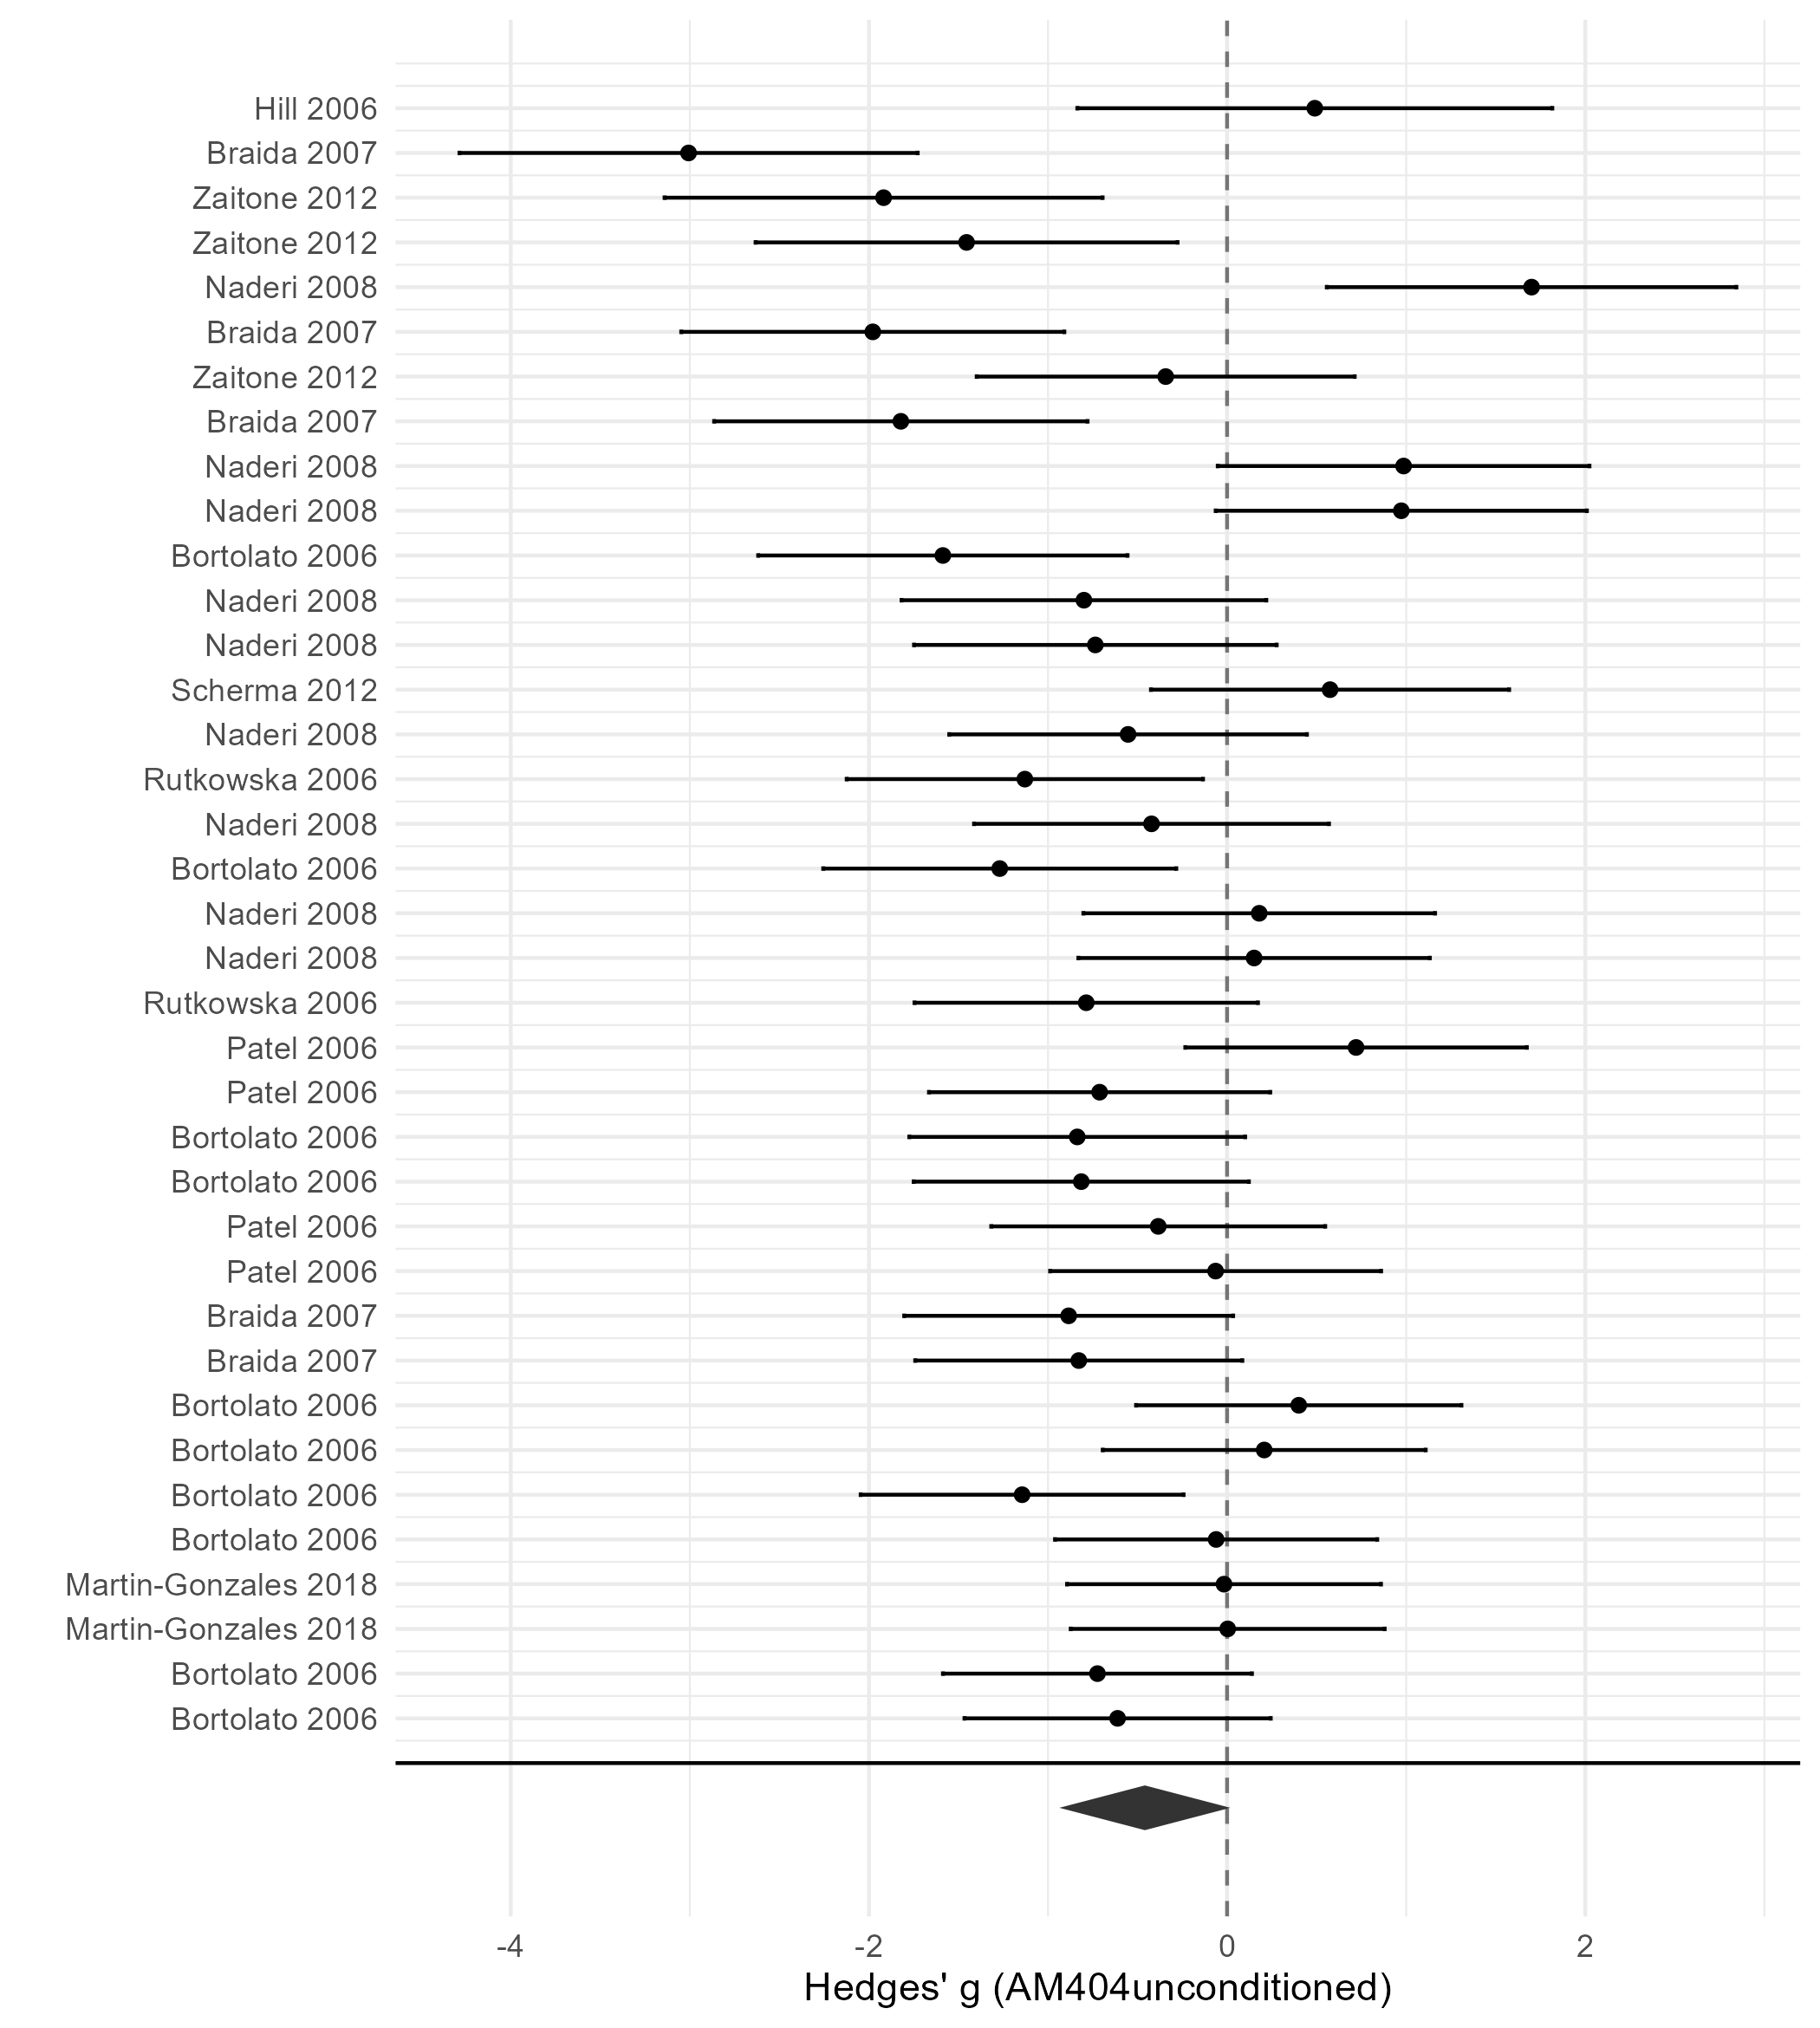 Hill 2006
Braida 2007
Zaitone 2012
Zaitone 2012
Naderi 2008
Braida 2007
Zaitone 2012
Braida 2007
Naderi 2008
Naderi 2008
Bortolato 2006
Naderi 2008
Naderi 2008
Scherma 2012
Naderi 2008
Rutkowska 2006
Naderi 2008
Bortolato 2006
Naderi 2008
Naderi 2008
Rutkowska 2006
Patel 2006
Patel 2006
Bortolato 2006
Bortolato 2006
Patel 2006
Patel 2006
Braida 2007
Braida 2007
Bortolato 2006
Bortolato 2006
Bortolato 2006
Bortolato 2006
Martin-Gonzales 2018
Martin-Gonzales 2018
Bortolato 2006
Bortolato 2006
-4 -2 0 2
Hedges' g (AM404unconditioned)